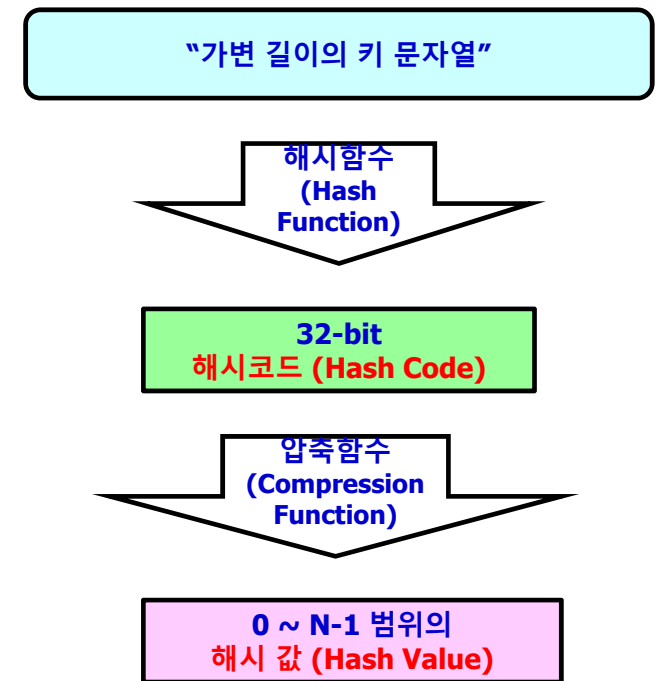 “가변 길이의 키 문자열”
해시함수
(Hash
Function)
32-bit
해시코드 (Hash Code)
압축함수
(Compression
Function)
0 ~ N-1 범위의
해시 값 (Hash Value)